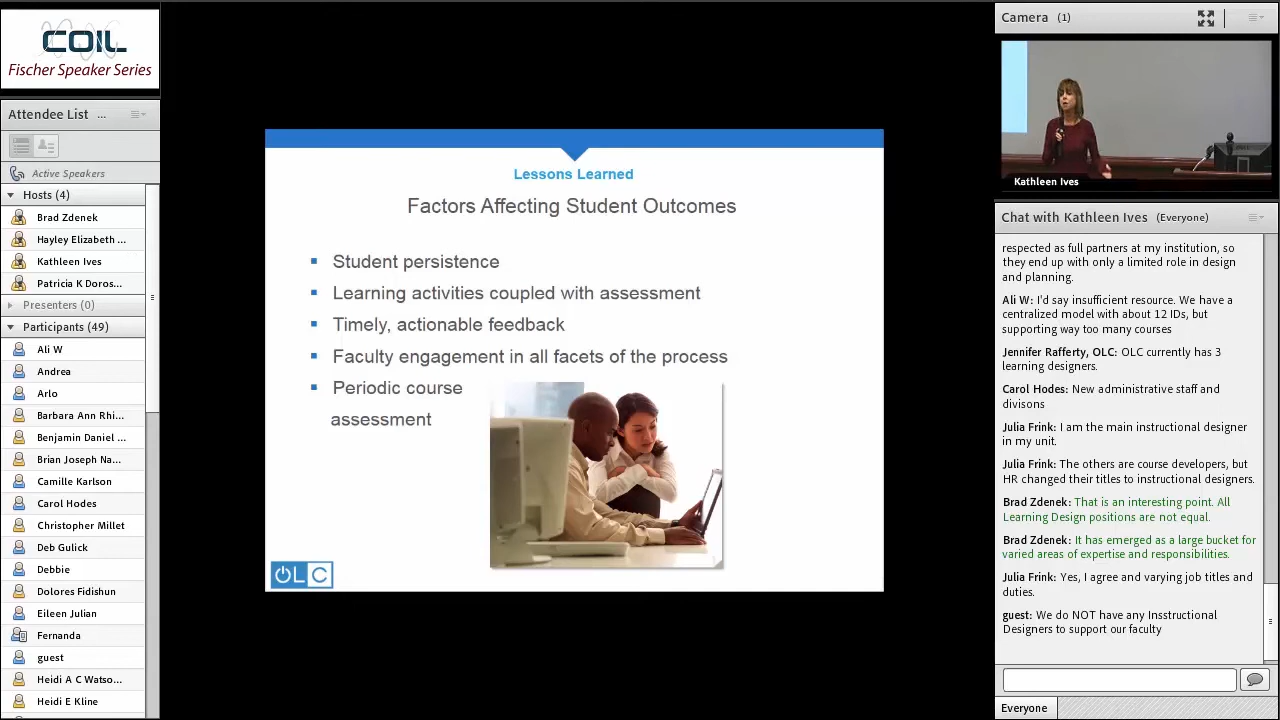 COIL
Fischer Speaker Series
Attendee List ...
Active Speakers
Hosts (4)
Brad Zdenek
Hayley Elizabeth ...
Kathleen Ives
Patricia K Doros...
Presenters (0)
Participants (49)
Ali W
Andrea
Arlo
Barbara Ann Rhi...
Benjamin Daniel ...
Brian Joseph Na...
Camille Karlson
Carol Hodes
Christopher Millet
Deb Gulick
Debbie
Dolores Fidishun
Eileen Julian
Fernanda
guest
Heidi A C Watso...
Heidi E Kline
Lessons Learned
Factors Affecting Student Outcomes
Student persistence
Learning activities coupled with assessment
Timely, actionable feedback
Faculty engagement in all facets of the process
Periodic course
assessment
OLC
Camera (1)
Kathleen Ives
Chat with Kathleen Ives (Everyone)
respected as full partners at my institution, so
they end up with only a limited role in design
and planning.
Ali W: I'd say insufficient resource. We have a
centralized model with about 12 IDs, but
supporting way too many courses
Jennifer Rafferty, OLC: OLC currently has 3
learning designers.
Carol Hodes: New administrative staff and
divisons
Julia Frink: I am the main instructional designer
in my unit.
Julia Frink: The others are course developers, but
HR changed their titles to instructional designers.
Brad Zdenek: That is an interesting point. All
Learning Design positions are not equal.
Brad Zdenek: It has emerged as a large bucket for
varied areas of expertise and responsibilities.
Julia Frink: Yes, I agree and varying job titles and
duties.
guest: We do NOT have any Insstructional
Designers to support our faculty
Everyone